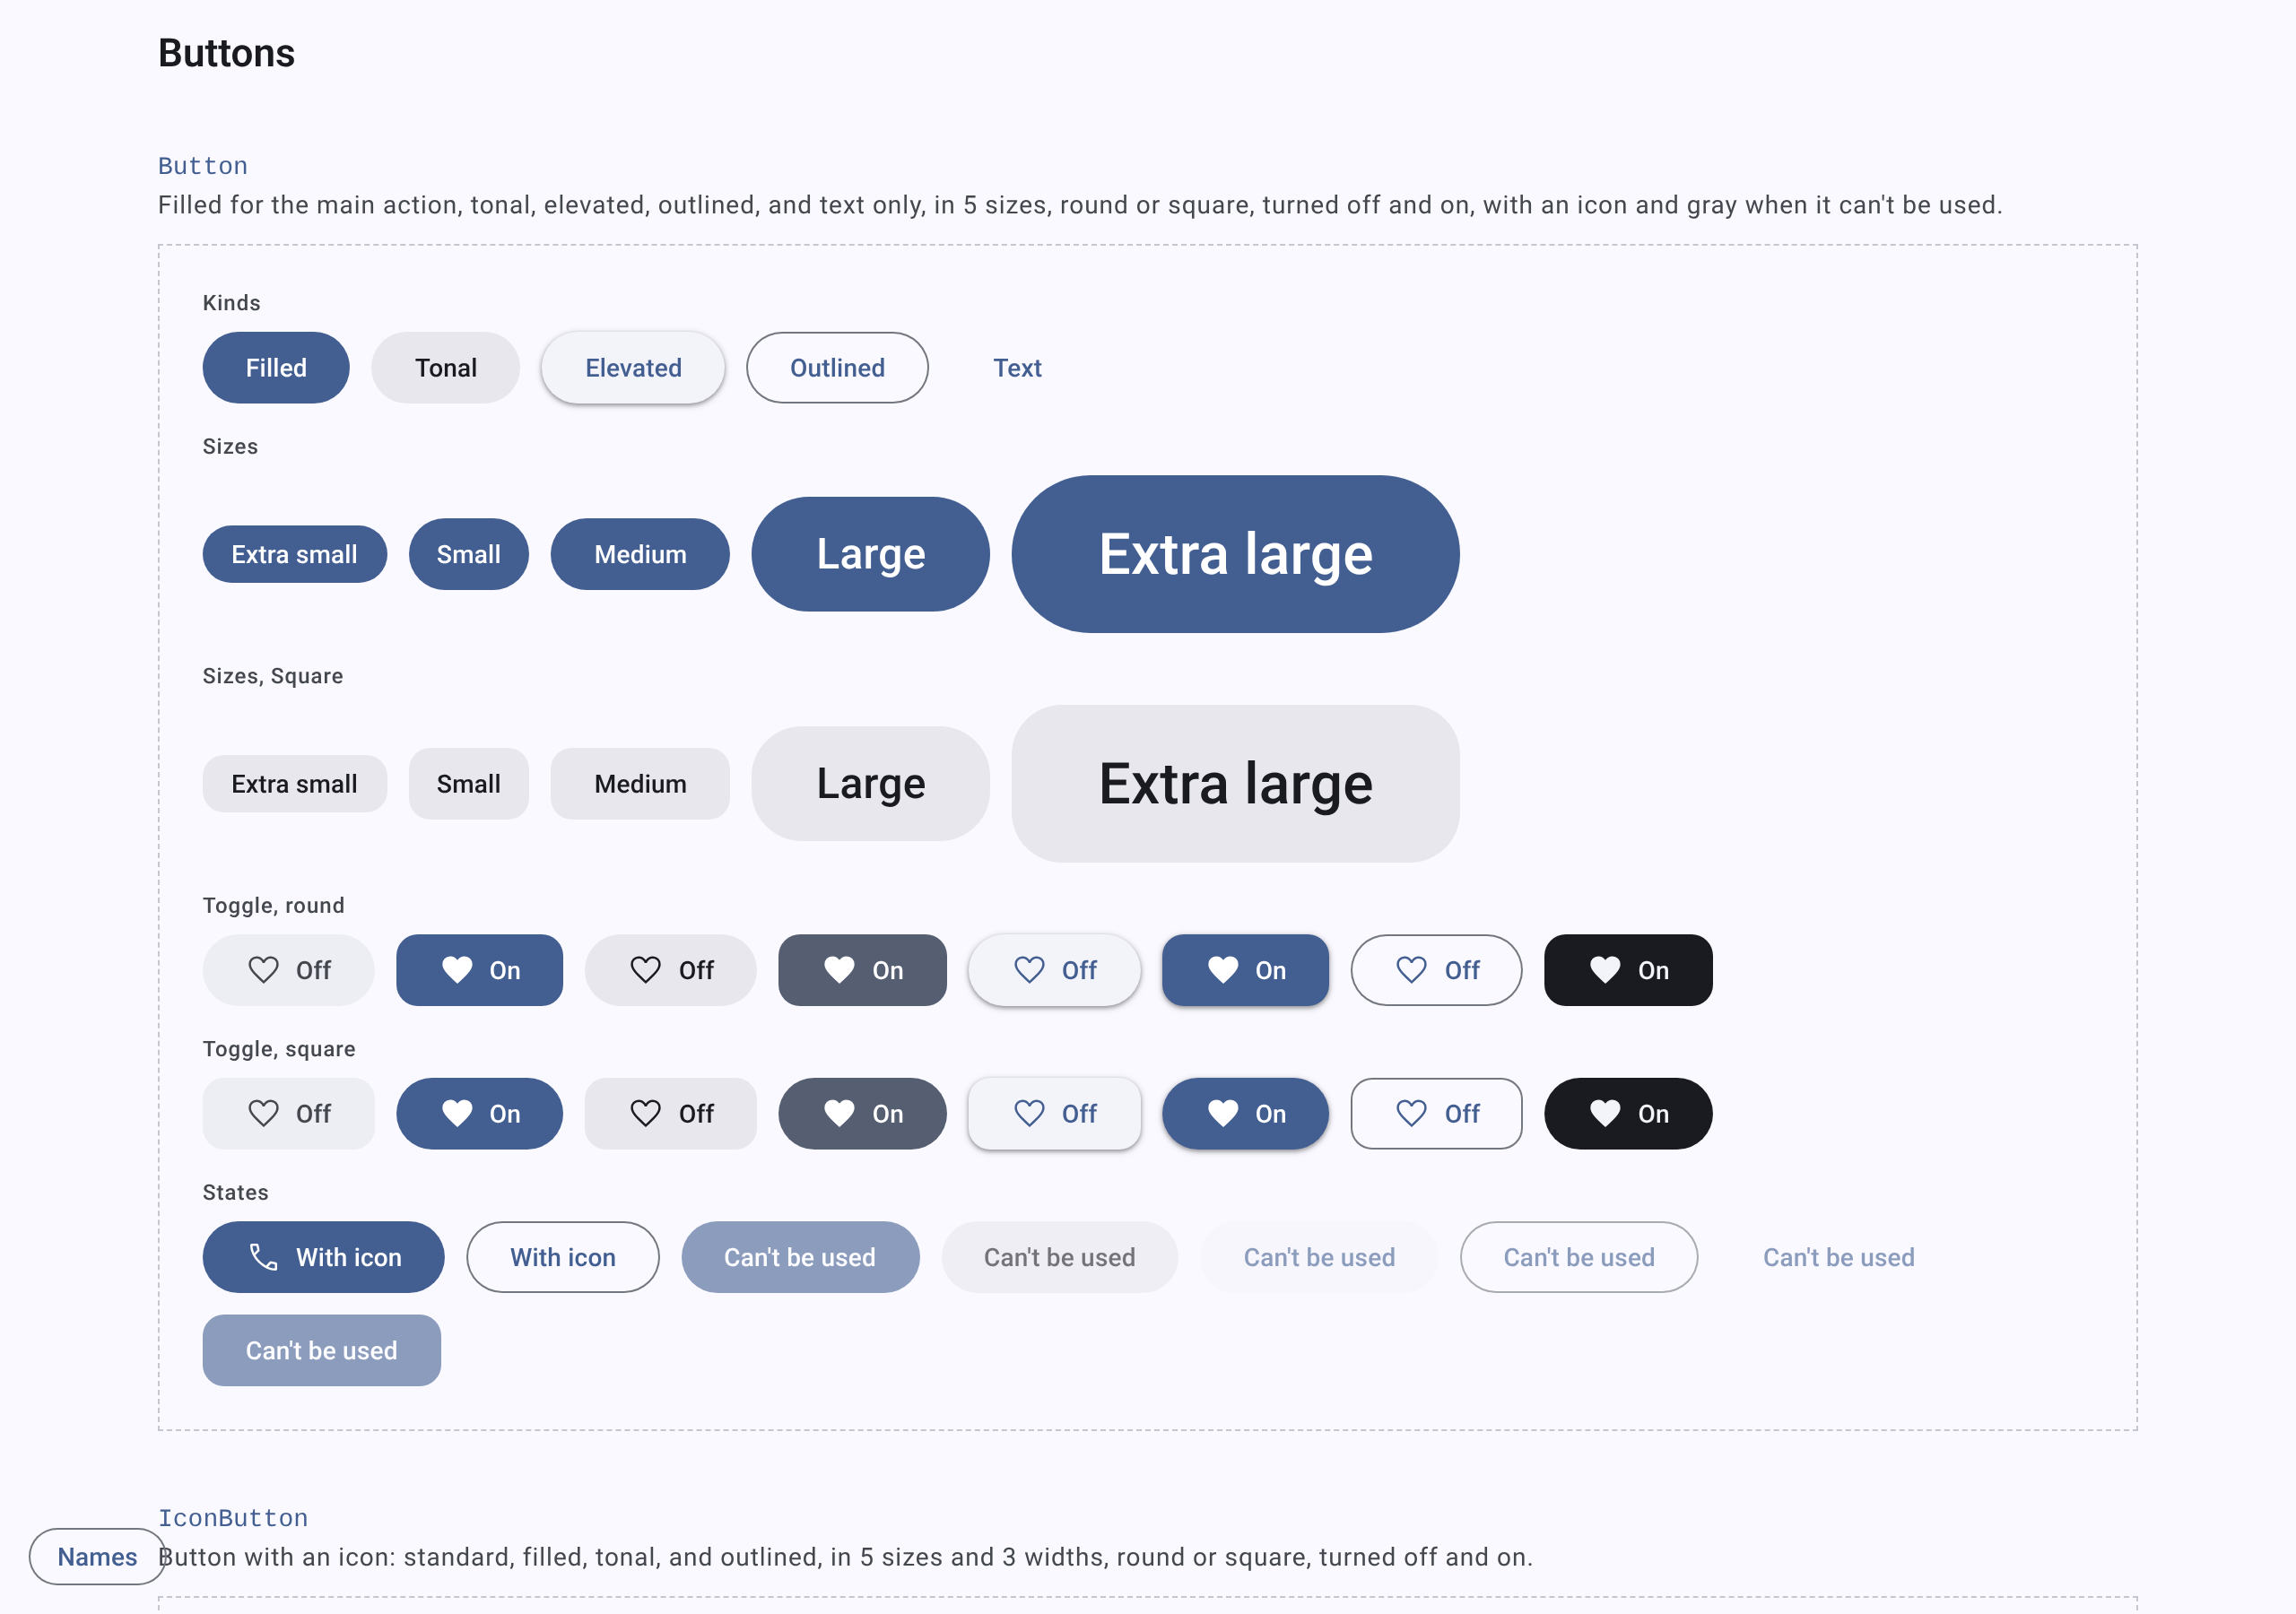 Buttons
Button
Filled for the main action, tonal, elevated, outlined, and text only, in 5 sizes, round or square, turned off and on, with an icon and gray when it can't be used.
Kinds
Filled Tonal Elevated Outlined Text
Sizes
Extra small Small Medium Large Extra large
Sizes, Square
Extra small Small Medium Large Extra large
Toggle, round
Off On Off On Off On Off On
Toggle, square
Off On Off On Off On Off On
States
With icon With icon Can't be used Can't be used Can't be used Can't be used Can't be used
Can't be used
IconButton
Names
Button with an icon: standard, filled, tonal, and outlined, in 5 sizes and 3 widths, round or square, turned off and on.